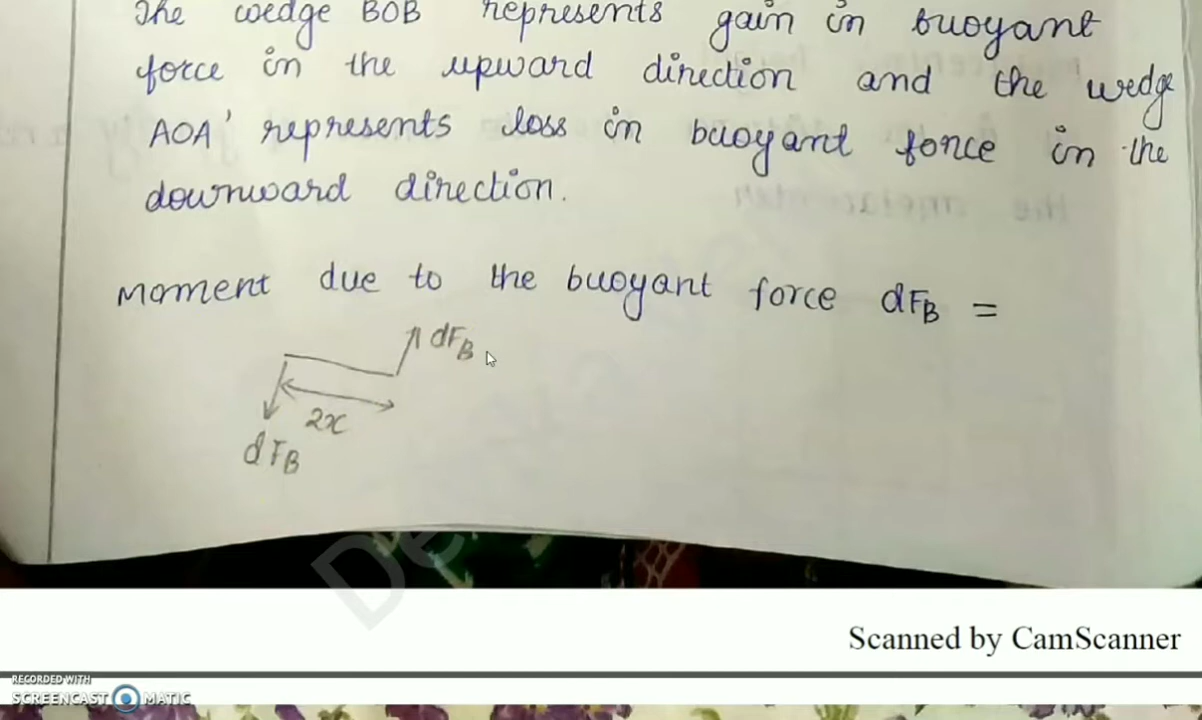 The wedge BOB' represents gain in buoyant
force in the upward direction and the wedge
AOA' represents loss in buoyant force in the
downward direction.
Moment due to the buoyant force dFB =
dFB
2x
dFB
De
Scanned by CamScanner
RECORDED WITH
SCREENCAST MATIC